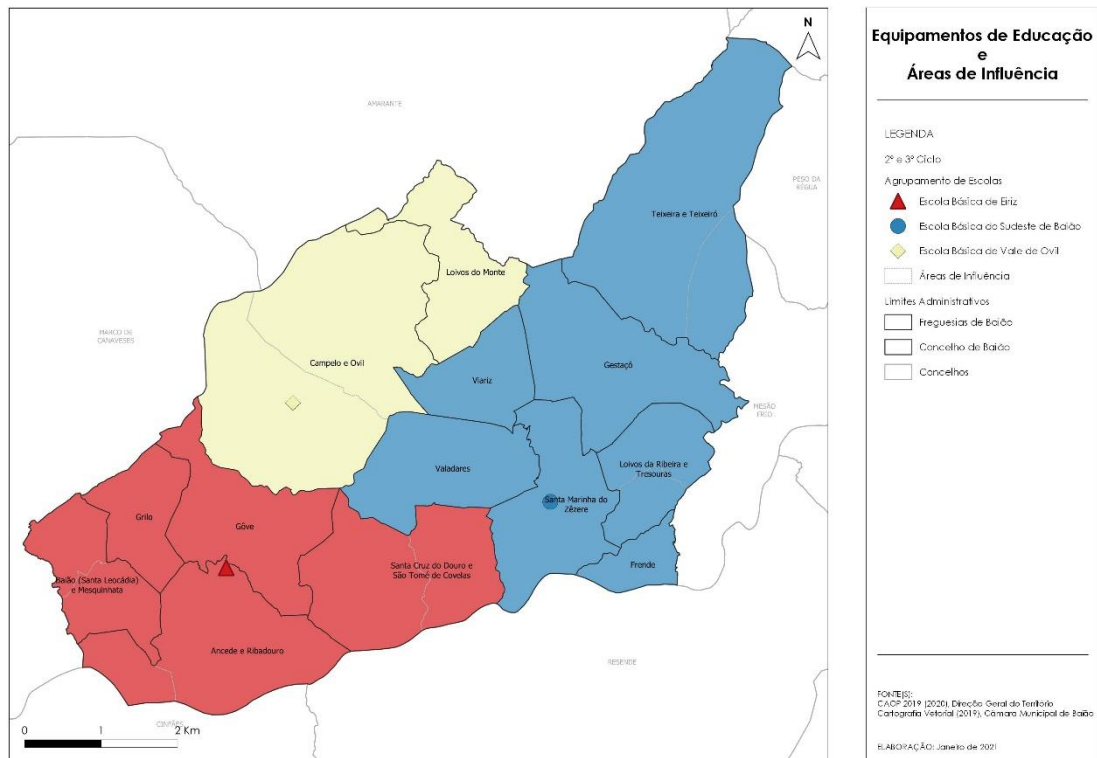 Equipamentos de Educação
e
Áreas de Influência
LEGENDA
2º e 3º Ciclo
Agrupamento de Escolas
Escola Básica de Eiriz
Escola Básica do Sudeste de Baião
Escola Básica de Vale de Ovil
Áreas de Influência
Limites Administrativos
Freguesias de Baião
Concelho de Baião
Concelhos
FONTE(S):
CAOP 2019 (2020), Direção Geral do Território
Cartografia Vetorial (2019), Câmara Municipal de Baião
ELABORAÇÃO: Janeiro de 2021
N
AMARANTE
PESO DA
RÉGUA
Teixeira e Teixeiró
Loivos do Monte
MARCO DE
CANAVESES
Campelo e Ovil
Viariz
Gestaçô
MESÃO
FRIO
Valadares
Loivos da Ribeira e
Tresouras
Santa Marinha do
Zêzere
Grilo
Gôve
Santa Cruz do Douro e
São Tomé de Covelas
Frende
Baião (Santa Leocádia)
e Mesquinhata
Ancede e Ribadouro
RESENDE
CINFÃES
0 1 2 Km